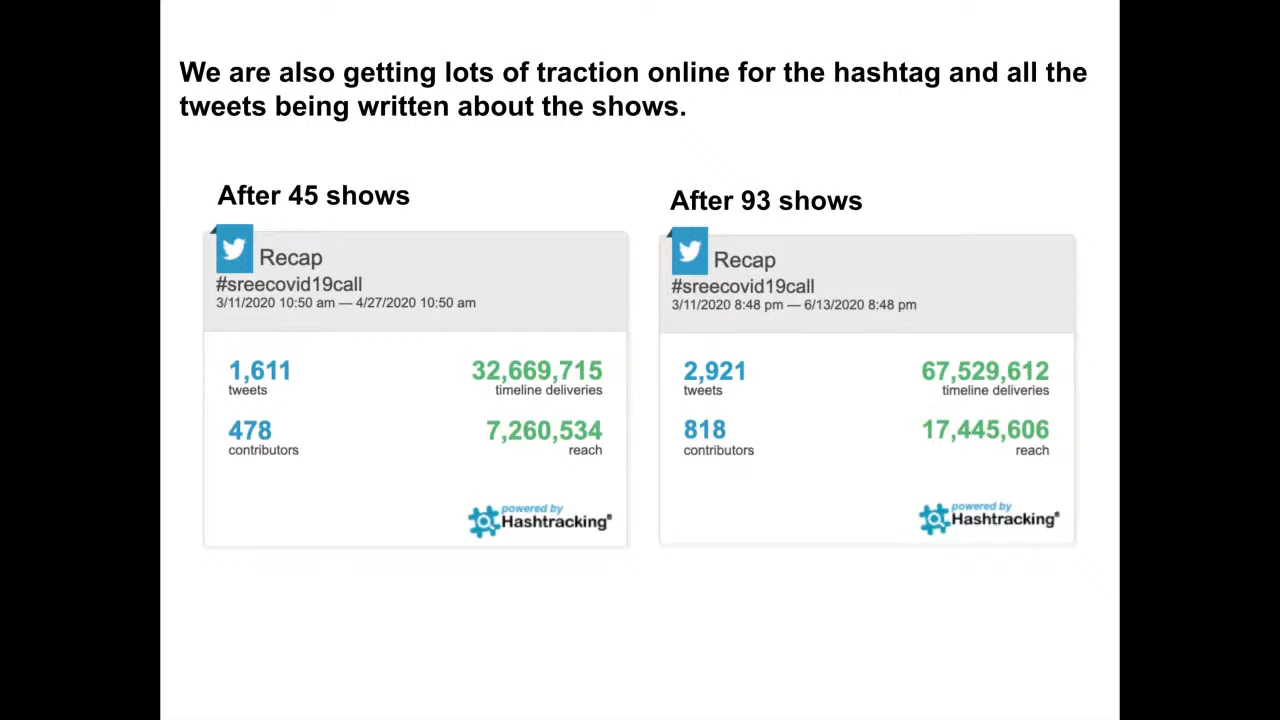 We are also getting lots of traction online for the hashtag and all the
tweets being written about the shows.
After 45 shows
Recap
#sreecovid19call
3/11/2020 10:50 am — 4/27/2020 10:50 am
1,611
tweets
32,669,715
timeline deliveries
478
contributors
7,260,534
reach
powered by
Hashtracking®
After 93 shows
Recap
#sreecovid19call
3/11/2020 8:48 pm — 6/13/2020 8:48 pm
2,921
tweets
67,529,612
timeline deliveries
818
contributors
17,445,606
reach
powered by
Hashtracking®